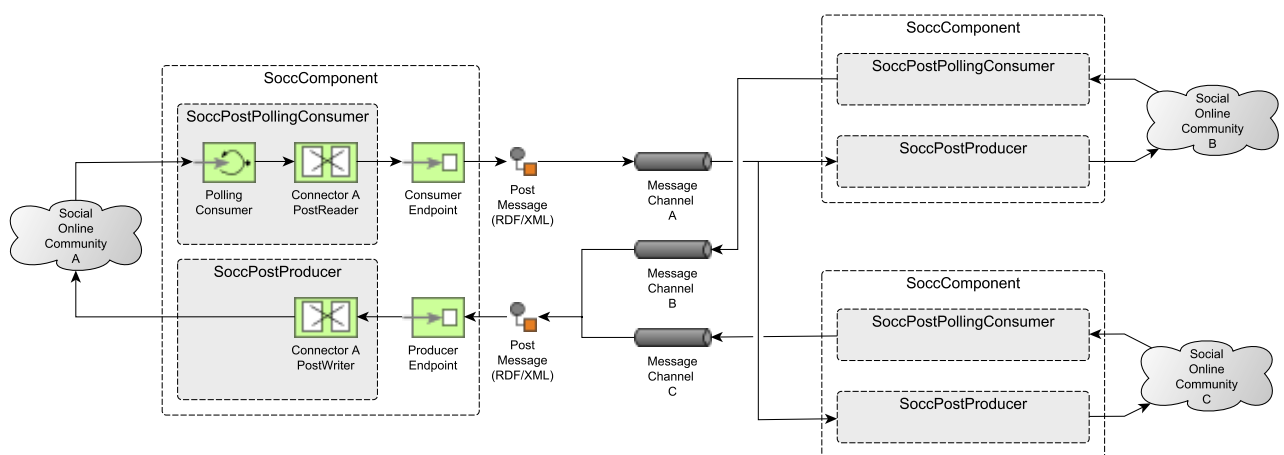 SoccComponent
SoccPostPollingConsumer
Polling
Consumer
Connector A
PostReader
Consumer
Endpoint
Post
Message
(RDF/XML)
Message
Channel
A
Social
Online
Community
A
SoccPostProducer
Connector A
PostWriter
Producer
Endpoint
Post
Message
(RDF/XML)
Message
Channel
B
Message
Channel
C
SoccComponent
SoccPostPollingConsumer
SoccPostProducer
Social
Online
Community
B
SoccComponent
SoccPostPollingConsumer
SoccPostProducer
Social
Online
Community
C